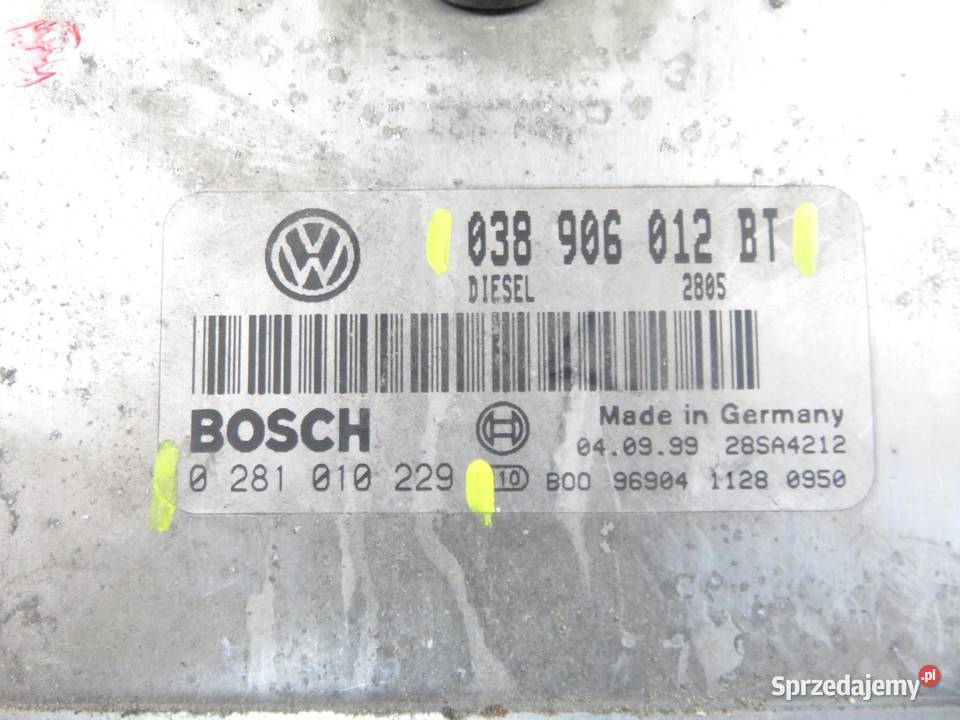 038 906 012 BT
DIESEL 2805
BOSCH
Made in Germany
04.09.99 28SA4212
0 281 010 229 10 B00 96904 1128 0950
Sprzedajemy.pl